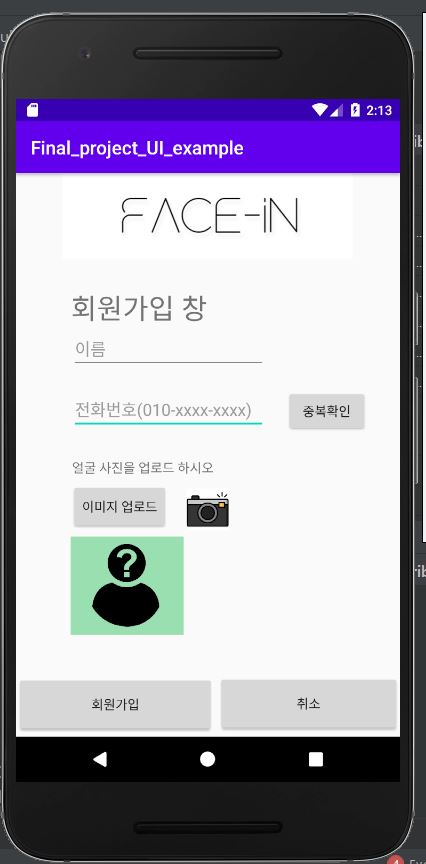 2:13
Final_project_UI_example
FACE-iN
회원가입 창
이름
전화번호(010-xxxx-xxxx)
중복확인
얼굴 사진을 업로드 하시오
이미지 업로드
?
회원가입
취소